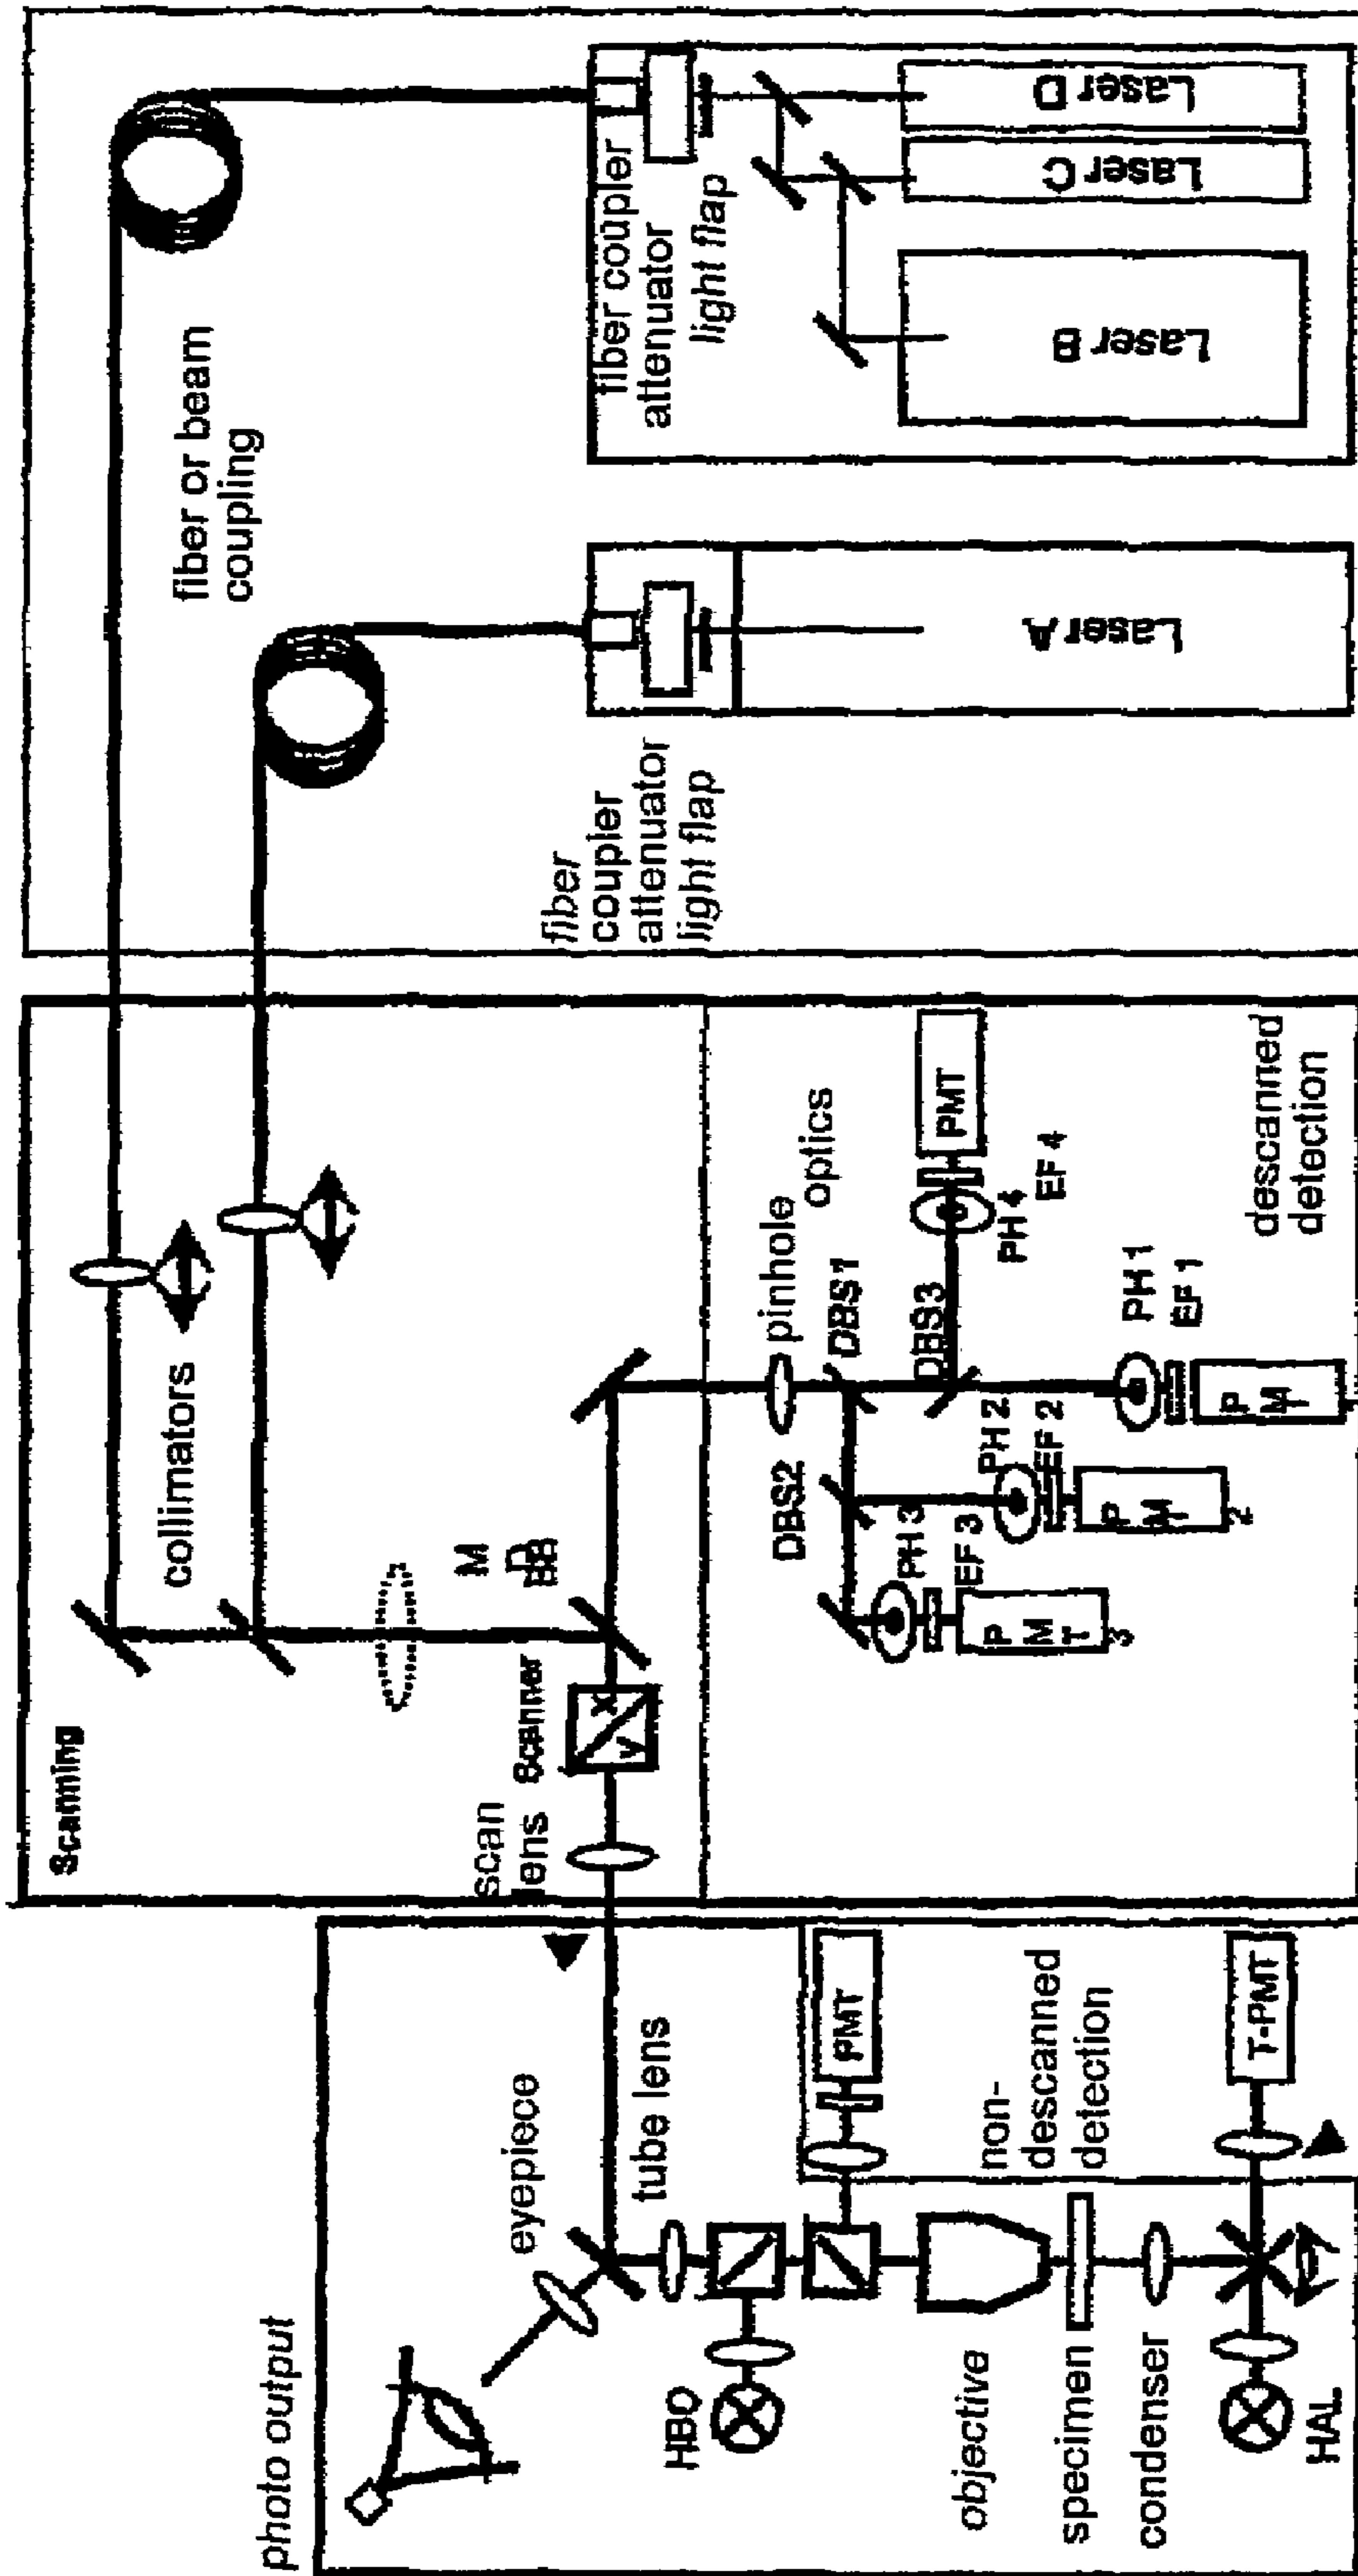 photo output
eyepiece
tube lens
HBO
PMT
non-
descanned
detection
objective
specimen
condenser
HAL
T-PMT
Scanning
collimators
M
D
BB
scan
lens
Scanner
X
Y
pinhole
optics
DBS1
DBS2
DBS3
PMT
PH 4
EF 4
PH 3
EF 3
PH 2
EF 2
PH 1
EF 1
P
M
T
3
P
M
T
2
P
M
T
descanned
detection
fiber or beam
coupling
fiber
coupler
attenuator
light flap
Laser A
fiber coupler
attenuator
light flap
Laser B
Laser C
Laser D